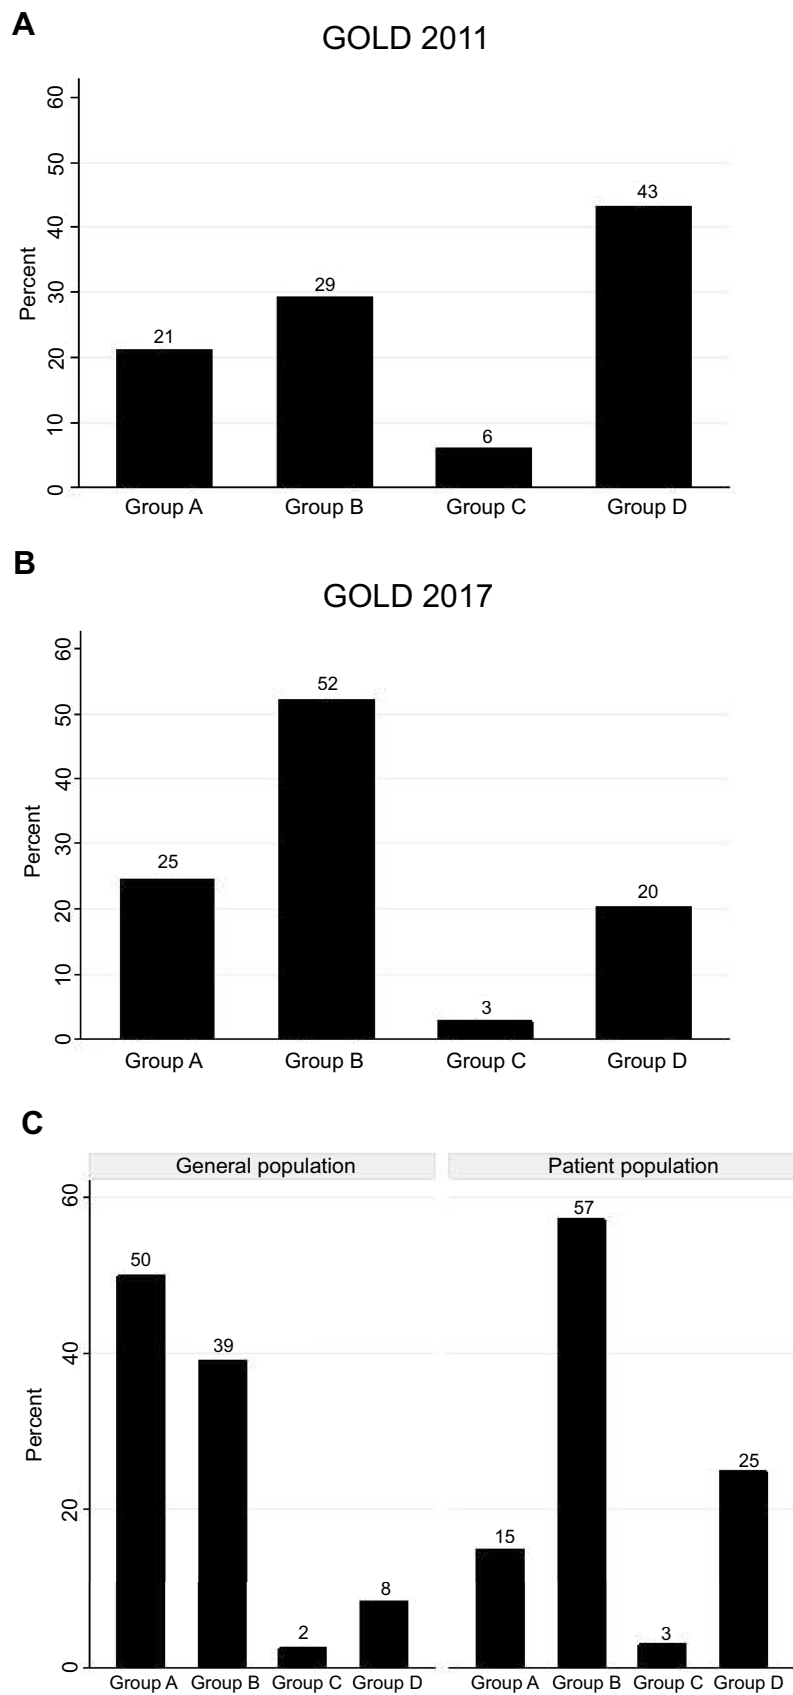 A
GOLD 2011
Percent
60
50
40
30
20
10
0
21
29
6
43
Group A Group B Group C Group D
B
GOLD 2017
Percent
60
50
40
30
20
10
0
25
52
3
20
Group A Group B Group C Group D
C
General population
Patient population
Percent
60
40
20
0
50
39
2
8
15
57
3
25
Group A Group B Group C Group D
Group A Group B Group C Group D